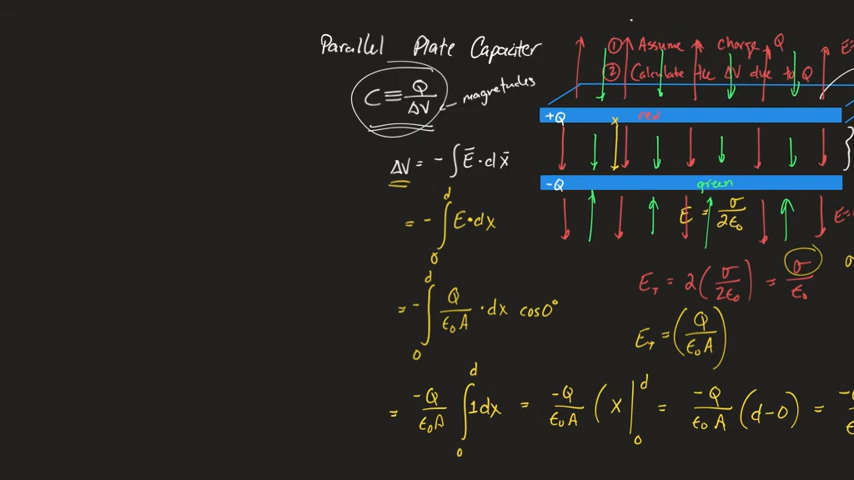 Parallel Plate Capaciter
C ≡ Q/ΔV magnitudes
① Assume charge Q
② Calculate the ΔV due to Q
E=
+Q red
-Q green
E = σ/2ε₀
E=
ΔV = -∫ E̅ · dx̅
= -∫₀ᵈ E·dx
E_T = 2(σ/2ε₀) = σ/ε₀
σ
= -∫₀ᵈ Q/ε₀A · dx cos0°
E_T = (Q/ε₀A)
= -Q/ε₀A ∫₀ᵈ 1dx = -Q/ε₀A (x|₀ᵈ = -Q/ε₀A (d-0) =